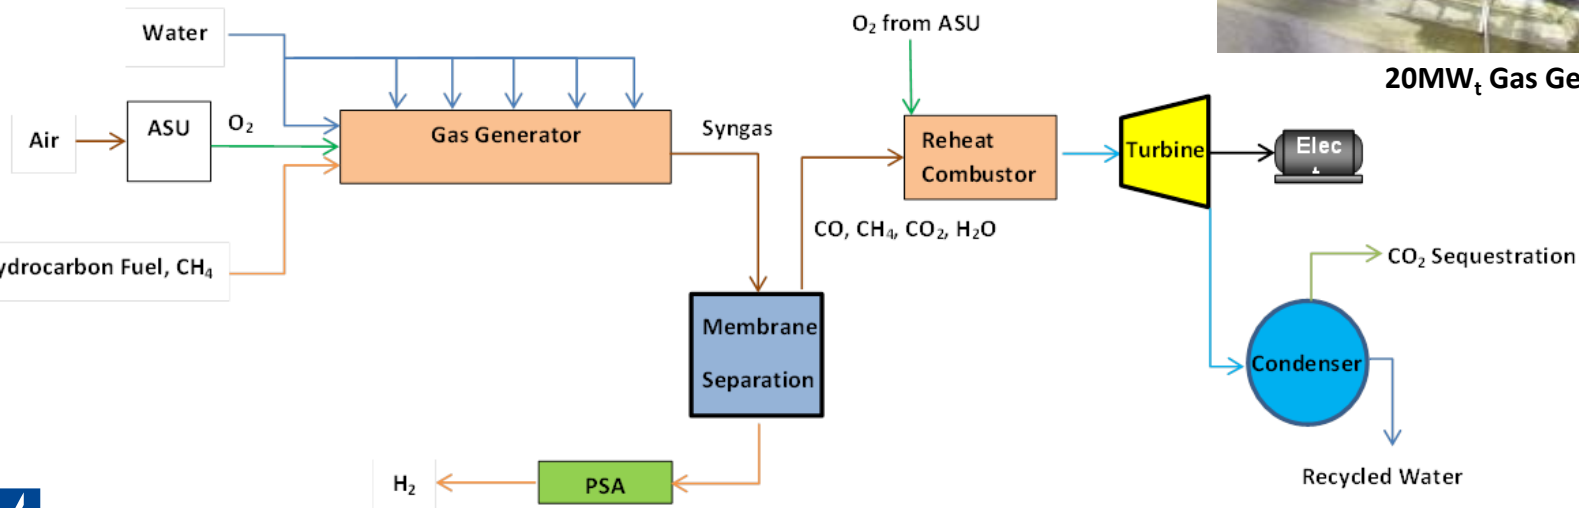 Water
O₂ from ASU
20MWₜ Gas Ge
Air
ASU
O₂
Gas Generator
Syngas
Reheat
Combustor
Turbine
Elec
CO, CH₄, CO₂, H₂O
ydrocarbon Fuel, CH₄
CO₂ Sequestration
Membrane
Separation
Condenser
H₂
PSA
Recycled Water